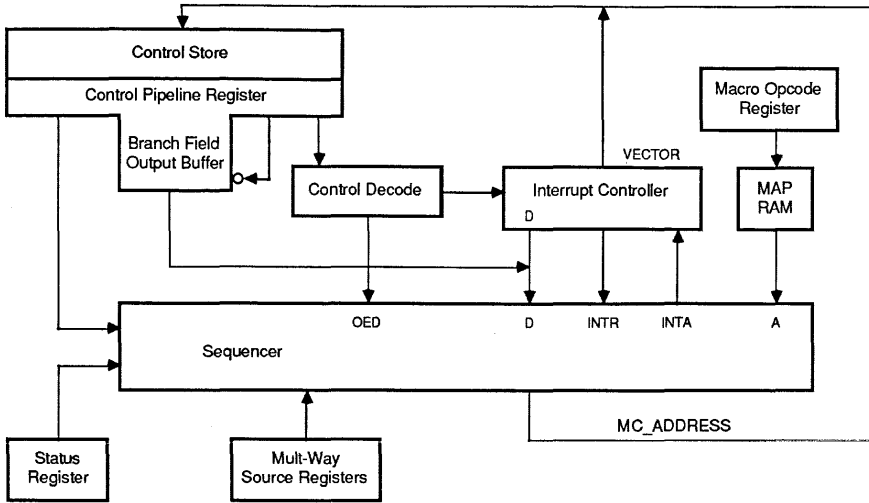 Control Store
Control Pipeline Register
Branch Field
Output Buffer
Macro Opcode
Register
VECTOR
Control Decode
Interrupt Controller
D
MAP
RAM
OED
D
INTR
INTA
A
Sequencer
MC_ADDRESS
Status
Register
Mult-Way
Source Registers